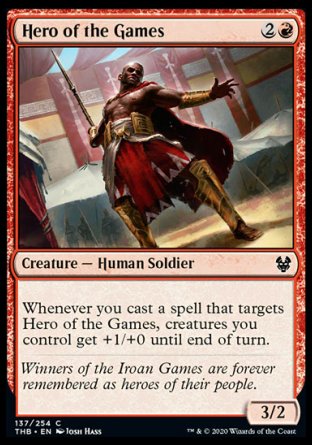 Hero of the Games 2
Creature — Human Soldier
Whenever you cast a spell that targets
Hero of the Games, creatures you
control get +1/+0 until end of turn.
Winners of the Iroan Games are forever
remembered as heroes of their people.
3/2
137/254 C
THB • EN Josh Hass
™ & © 2020 Wizards of the Coast